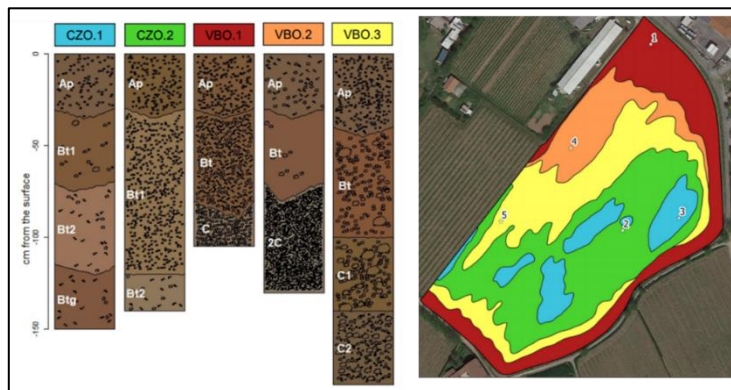 CZO.1 CZO.2 VBO.1 VBO.2 VBO.3
cm from the surface
0
-50
-100
-150
Ap
Bt1
Bt2
Btg
Ap
Bt1
Bt2
Ap
Bt
C
Ap
Bt
2C
Ap
Bt
C1
C2
1
4
5
2
3